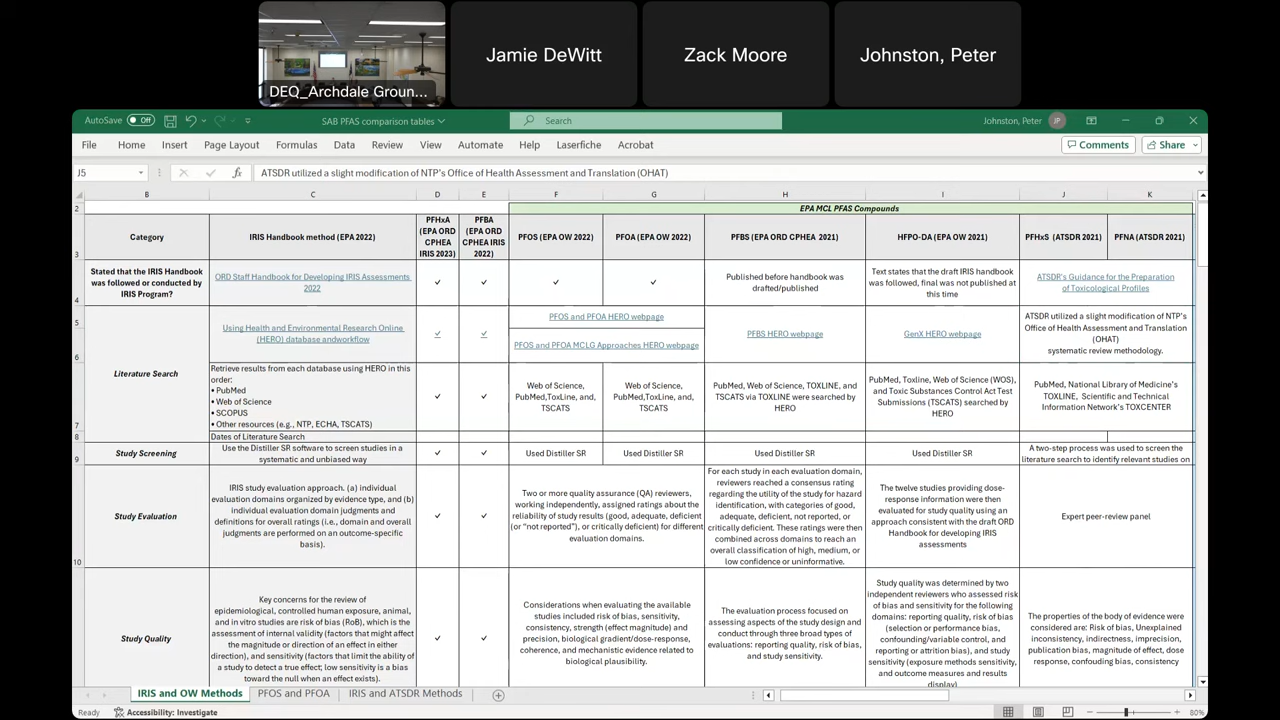 DEQ_Archdale Groun...
Jamie DeWitt
Zack Moore
Johnston, Peter
AutoSave Off
SAB PFAS comparison tables
Search
Johnston, Peter
JP
File Home Insert Page Layout Formulas Data Review View Automate Help Laserfiche Acrobat
Comments
Share
J5
fx
ATSDR utilized a slight modification of NTP's Office of Health Assessment and Translation (OHAT)
B C D E F G H I J K
2
EPA MCL PFAS Compounds
3
Category
IRIS Handbook method (EPA 2022)
PFHxA
(EPA ORD
CPHEA
IRIS 2023)
PFBA
(EPA ORD
CPHEA IRIS
2022)
PFOS (EPA OW 2022)
PFOA (EPA OW 2022)
PFBS (EPA ORD CPHEA 2021)
HFPO-DA (EPA OW 2021)
PFHxS (ATSDR 2021)
PFNA (ATSDR 2021)
4
Stated that the IRIS Handbook
was followed or conducted by
IRIS Program?
ORD Staff Handbook for Developing IRIS Assessments
2022
✓
✓
✓
✓
Published before handbook was
drafted/published
Text states that the draft IRIS handbook
was followed, final was not published at
this time
ATSDR's Guidance for the Preparation
of Toxicological Profiles
5
6
Literature Search
Using Health and Environmental Research Online
(HERO) database andworkflow
✓
✓
PFOS and PFOA HERO webpage
PFOS and PFOA MCLG Approaches HERO webpage
PFBS HERO webpage
GenX HERO webpage
ATSDR utilized a slight modification of NTP's
Office of Health Assessment and Translation
(OHAT)
systematic review methodology.
7
Retrieve results from each database using HERO in this
order:
• PubMed
• Web of Science
• SCOPUS
• Other resources (e.g., NTP, ECHA, TSCATS)
✓
✓
Web of Science,
PubMed,ToxLine, and,
TSCATS
Web of Science,
PubMed,ToxLine, and,
TSCATS
PubMed, Web of Science, TOXLINE, and
TSCATS via TOXLINE were searched by
HERO
PubMed, Toxline, Web of Science (WOS),
and Toxic Substances Control Act Test
Submissions (TSCATS) searched by
HERO
PubMed, National Library of Medicine's
TOXLINE, Scientific and Technical
Information Network's TOXCENTER
8
Dates of Literature Search
9
Study Screening
Use the Distiller SR software to screen studies in a
systematic and unbiased way
✓
✓
Used Distiller SR
Used Distiller SR
Used Distiller SR
Used Distiller SR
A two-step process was used to screen the
literature search to identify relevant studies on
10
Study Evaluation
IRIS study evaluation approach. (a) individual
evaluation domains organized by evidence type, and (b)
individual evaluation domain judgments and
definitions for overall ratings (i.e., domain and overall
judgments are performed on an outcome-specific
basis).
✓
✓
Two or more quality assurance (QA) reviewers,
working independently, assigned ratings about the
reliability of study results (good, adequate, deficient
(or "not reported"), or critically deficient) for different
evaluation domains.
For each study in each evaluation domain,
reviewers reached a consensus rating
regarding the utility of the study for hazard
identification, with categories of good,
adequate, deficient, not reported, or
critically deficient. These ratings were then
combined across domains to reach an
overall classification of high, medium, or
low confidence or uninformative.
The twelve studies providing dose-
response information were then
evaluated for study quality using an
approach consistent with the draft ORD
Handbook for developing IRIS
assessments
Expert peer-review panel
Study Quality
Key concerns for the review of
epidemiological, controlled human exposure, animal,
and in vitro studies are risk of bias (RoB), which is the
assessment of internal validity (factors that might affect
the magnitude or direction of an effect in either
direction), and sensitivity (factors that limit the ability of
a study to detect a true effect; low sensitivity is a bias
toward the null when an effect exists).
✓
✓
Considerations when evaluating the available
studies included risk of bias, sensitivity,
consistency, strength (effect magnitude) and
precision, biological gradient/dose-response,
coherence, and mechanistic evidence related to
biological plausibility.
The evaluation process focused on
assessing aspects of the study design and
conduct through three broad types of
evaluations: reporting quality, risk of bias,
and study sensitivity.
Study quality was determined by two
independent reviewers who assessed risk
of bias and sensitivity for the following
domains: reporting quality, risk of bias
(selection or performance bias,
confounding/variable control, and
reporting or attrition bias), and study
sensitivity (exposure methods sensitivity,
and outcome measures and results
display)
The properties of the body of evidence were
considered are: Risk of bias, Unexplained
inconsistency, indirectness, imprecision,
publication bias, magnitude of effect, dose
response, confouding bias, consistency
IRIS and OW Methods
PFOS and PFOA
IRIS and ATSDR Methods
Ready
Accessibility: Investigate
80%